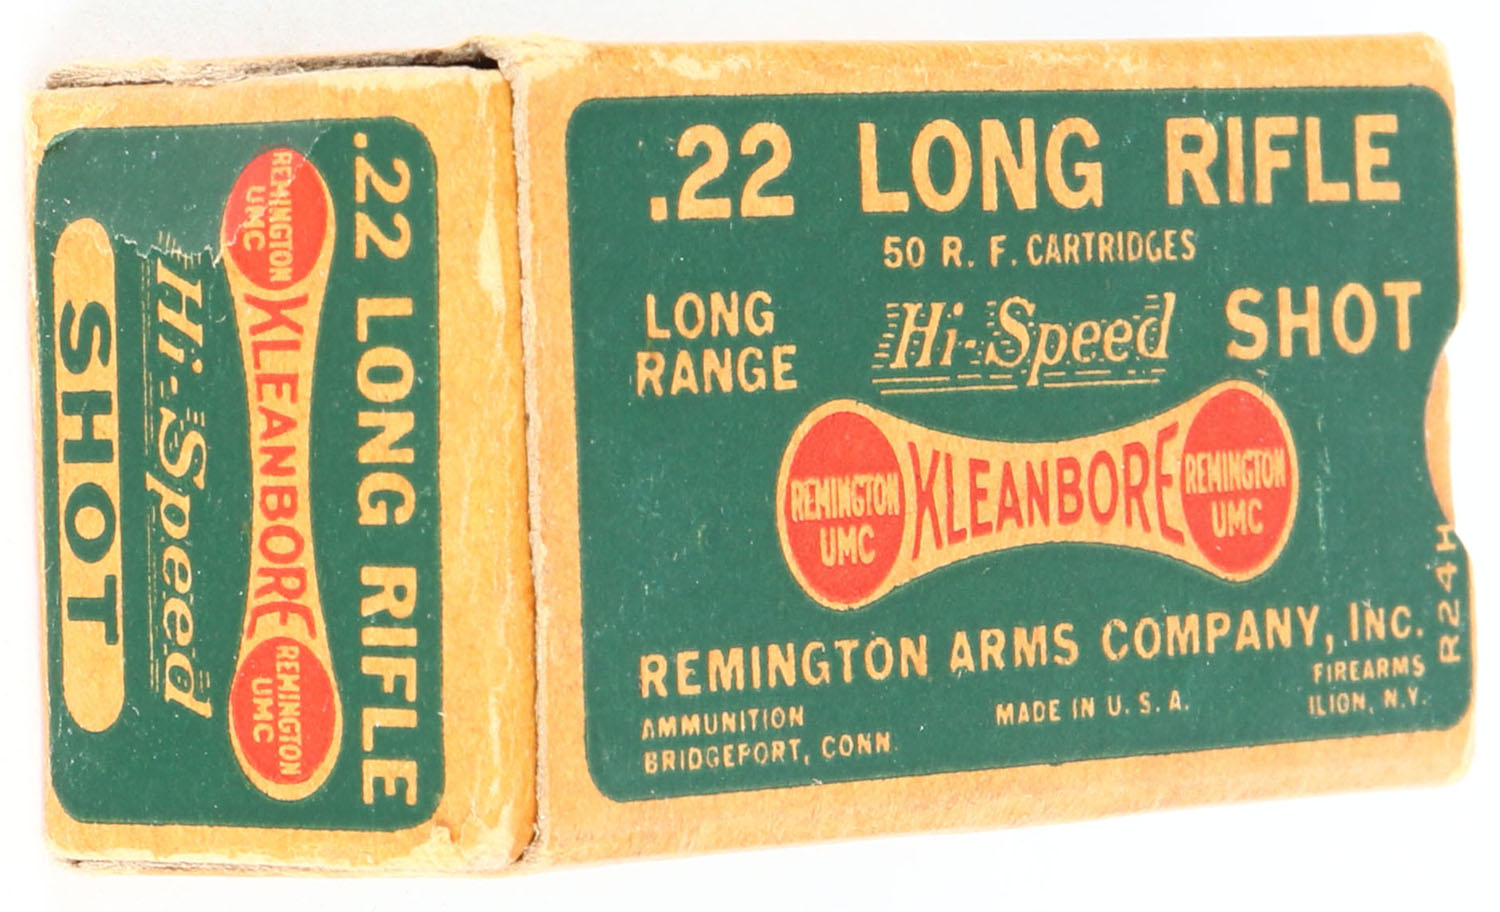 .22 LONG RIFLE
REMINGTON
UMC
KLEANBORE
REMINGTON
UMC
Hi-Speed
SHOT
.22 LONG RIFLE
50 R. F. CARTRIDGES
LONG
RANGE
Hi-Speed
SHOT
REMINGTON
UMC
KLEANBORE
REMINGTON
UMC
REMINGTON ARMS COMPANY, INC.
AMMUNITION
BRIDGEPORT, CONN.
MADE IN U. S. A.
FIREARMS
ILION, N.Y.
R24H